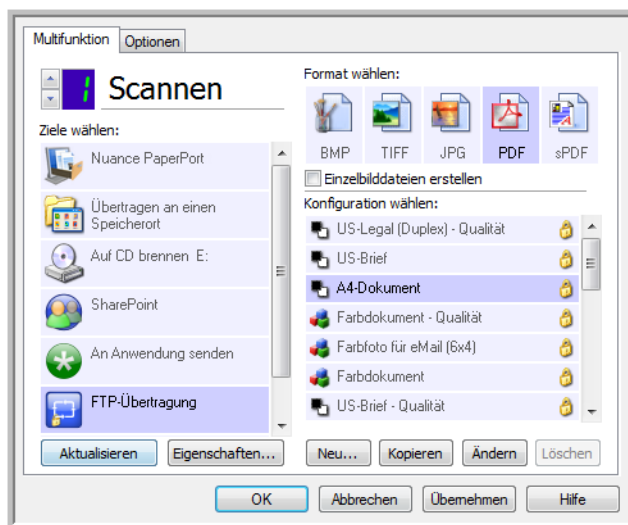 Multifunktion
Optionen
1
Scannen
Ziele wählen:
Nuance PaperPort
Übertragen an einen
Speicherort
Auf CD brennen E:
SharePoint
An Anwendung senden
FTP-Übertragung
Aktualisieren
Eigenschaften...
Format wählen:
BMP
TIFF
JPG
PDF
sPDF
Einzelbilddateien erstellen
Konfiguration wählen:
US-Legal (Duplex) - Qualität
US-Brief
A4-Dokument
Farbdokument - Qualität
Farbfoto für eMail (6x4)
Farbdokument
US-Brief - Qualität
Neu...
Kopieren
Ändern
Löschen
OK
Abbrechen
Übernehmen
Hilfe